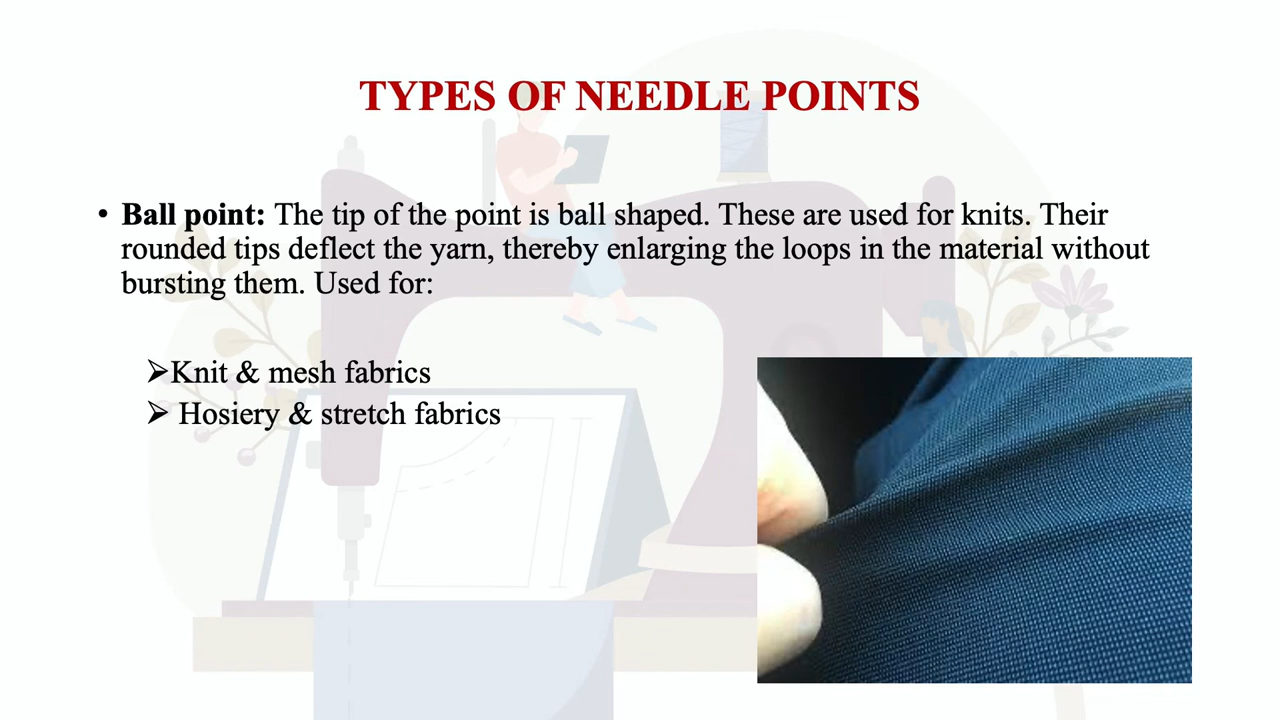 TYPES OF NEEDLE POINTS
• Ball point: The tip of the point is ball shaped. These are used for knits. Their
rounded tips deflect the yarn, thereby enlarging the loops in the material without
bursting them. Used for:
➢Knit & mesh fabrics
➢ Hosiery & stretch fabrics